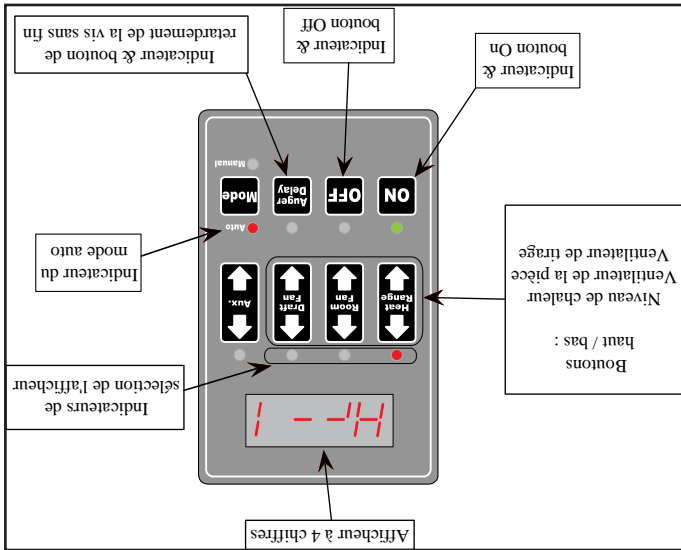 Afficheur à 4 chiffres
Hr-1
Indicateurs de
sélection de l'afficheur
Boutons
haut / bas :
Niveau de chaleur
Ventilateur de la pièce
Ventilateur de tirage
Heat
Range
Room
Fan
Draft
Fan
Aux.
Indicateur du
mode auto
Auto
ON
OFF
Auger
Delay
Mode
Manual
Indicateur &
bouton On
Indicateur &
bouton Off
Indicateur & bouton de
retardement de la vis sans fin